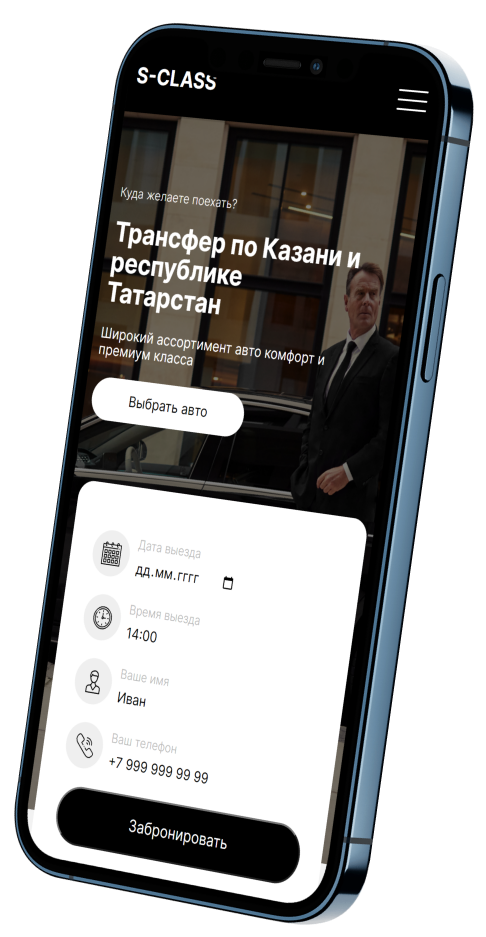 S-CLASS
Куда желаете поехать?
Трансфер по Казани и
республике
Татарстан
Широкий ассортимент авто комфорт и
премиум класса
Выбрать авто
Дата выезда
дд.мм.гггг
Время выезда
14:00
Ваше имя
Иван
Ваш телефон
+7 999 999 99 99
Забронировать